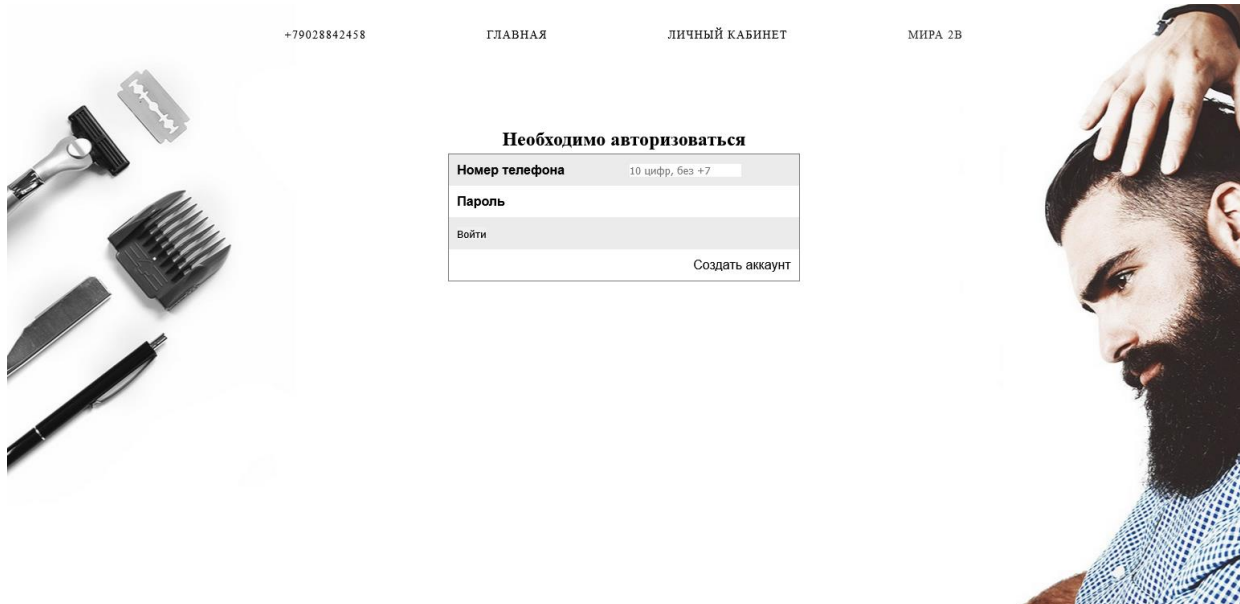 +79028842458 ГЛАВНАЯ ЛИЧНЫЙ КАБИНЕТ МИРА 2В
Необходимо авторизоваться
Номер телефона 10 цифр, без +7
Пароль
Войти
Создать аккаунт